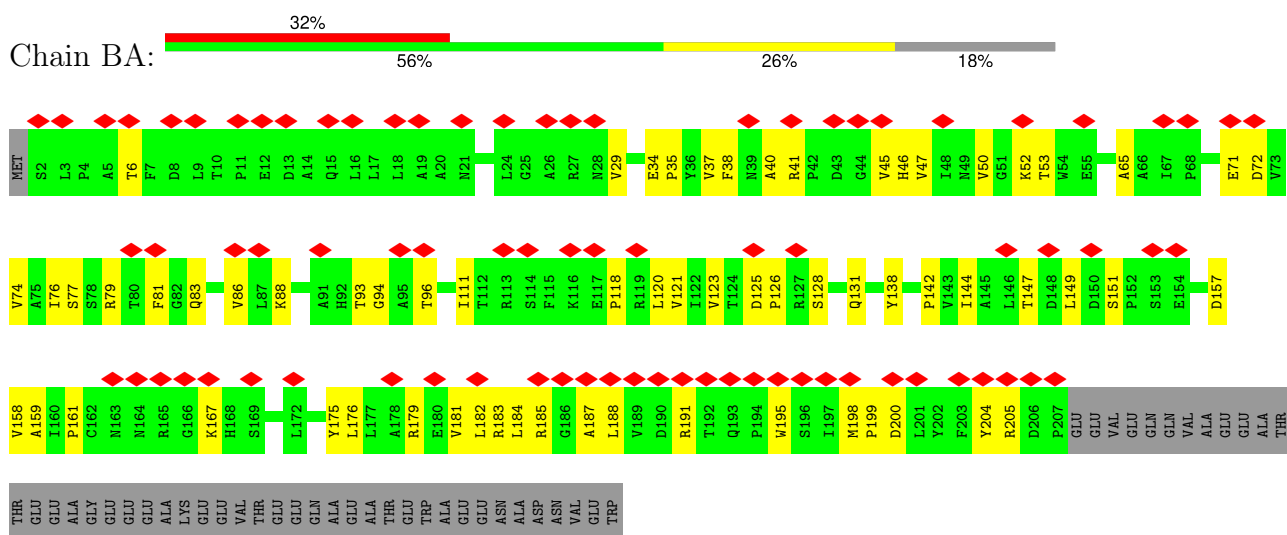 32%
Chain BA:
56% 26% 18%
MET S2 L3 P4 A5 T6 F7 D8 L9 T10 P11 E12 D13 A14 Q15 L16 L17 L18 A19 A20 N21 L24 G25 A26 R27 N28 V29 E34 P35 Y36 V37 F38 N39 A40 R41 P42 D43 G44 V45 H46 V47 I48 N49 V50 G51 K52 T53 W54 E55 A65 A66 I67 P68 E71 D72 V73
V74 A75 I76 S77 S78 R79 T80 F81 G82 Q83 V86 L87 K88 A91 H92 T93 G94 A95 T96 I111 T112 R113 S114 F115 K116 E117 P118 R119 L120 V121 I122 V123 T124 D125 P126 R127 S128 Q131 Y138 P142 V143 I144 A145 L146 T147 D148 L149 D150 S151 P152 S153 E154 D157
V158 A159 I160 P161 C162 N163 N164 R165 G166 K167 H168 S169 L172 Y175 L176 L177 A178 R179 E180 V181 L182 R183 L184 R185 G186 A187 L188 V189 D190 R191 T192 Q193 P194 W195 S196 I197 M198 P199 D200 L201 Y202 F203 Y204 R205 D206 P207 GLU GLU VAL GLU GLN GLN VAL ALA GLU GLU ALA THR
THR GLU GLU ALA GLY GLU GLU GLU ALA LYS GLU GLU VAL THR GLU GLU GLN ALA GLU ALA THR GLU TRP ALA GLU GLU ASN ALA ASP ASN VAL GLU TRP